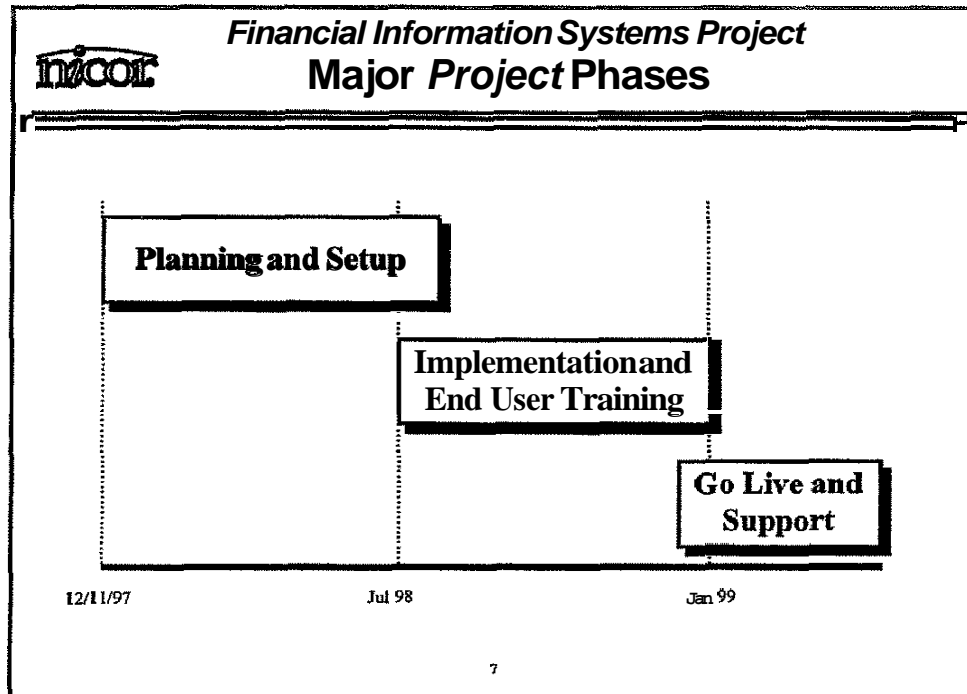 Financial Information Systems Project
nicor
Major Project Phases
Planning and Setup
Implementation and
End User Training
Go Live and
Support
12/11/97
Jul 98
Jan 99
7